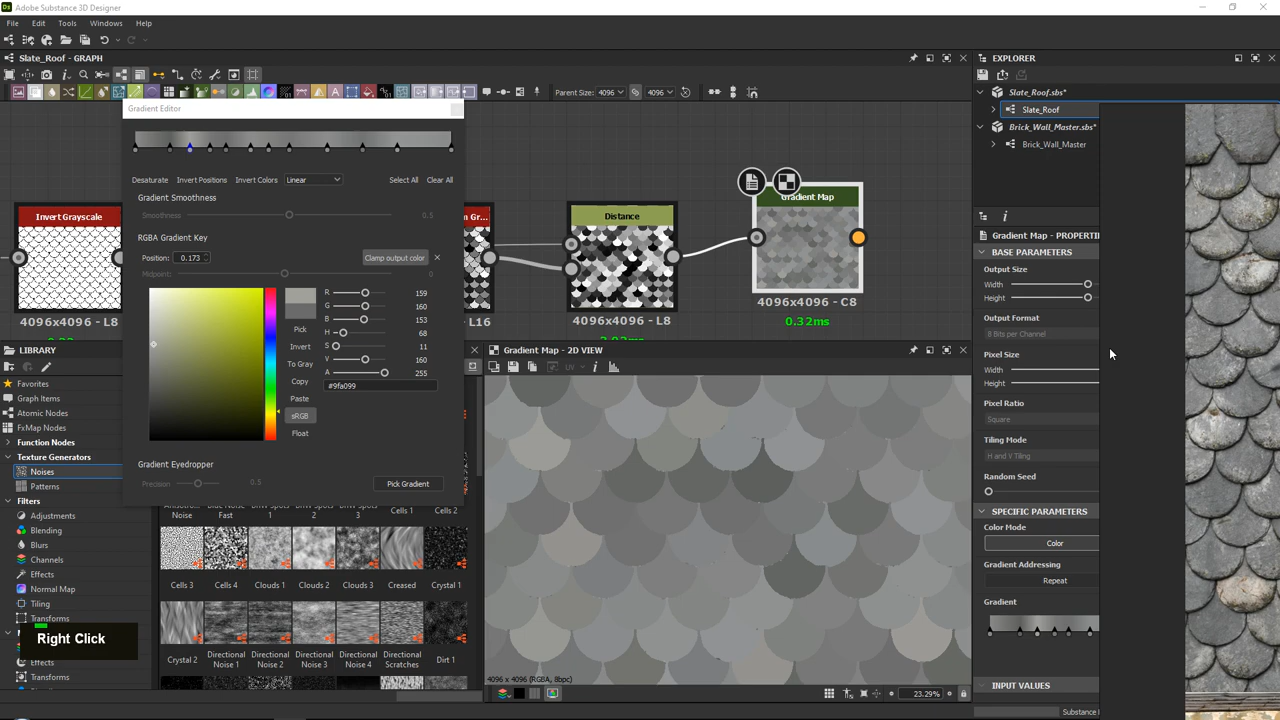 Ds Adobe Substance 3D Designer
File Edit Tools Windows Help
Slate_Roof - GRAPH
Parent Size: 4096 4096
EXPLORER
Slate_Roof.sbs*
Slate_Roof
Brick_Wall_Master.sbs*
Brick_Wall_Master
Gradient Editor
Desaturate Invert Positions Invert Colors Linear Select All Clear All
Gradient Smoothness
Smoothness 0.5
RGBA Gradient Key
Position: 0.173 Clamp output color
Midpoint: 0
R 159
G 160
B 153
H 68
S 11
V 160
A 255
#9fa099
Pick
Invert
To Gray
Copy
Paste
sRGB
Float
Gradient Eyedropper
Precision 0.5 Pick Gradient
Invert Grayscale
4096x4096 - L8
- L16
Distance
4096x4096 - L8
Gradient Map
4096x4096 - C8
0.32ms
Gradient Map - PROPERTI
BASE PARAMETERS
Output Size
Width
Height
Output Format
8 Bits per Channel
Pixel Size
Width
Height
Pixel Ratio
Square
Tiling Mode
H and V Tiling
Random Seed
SPECIFIC PARAMETERS
Color Mode
Color
Gradient Addressing
Repeat
Gradient
INPUT VALUES
LIBRARY
Favorites
Graph Items
Atomic Nodes
FxMap Nodes
Function Nodes
Texture Generators
Noises
Patterns
Filters
Adjustments
Blending
Blurs
Channels
Effects
Normal Map
Tiling
Transforms
Effects
Transforms
Right Click
Noise
Fast
Cells 1
Cells 2
Cells 3
Cells 4
Clouds 1
Clouds 2
Clouds 3
Creased
Crystal 1
Crystal 2
Directional Noise 1
Directional Noise 2
Directional Noise 3
Directional Noise 4
Directional Scratches
Dirt 1
Gradient Map - 2D VIEW
UV
4096 x 4096 (RGBA, 8bpc)
23.29%